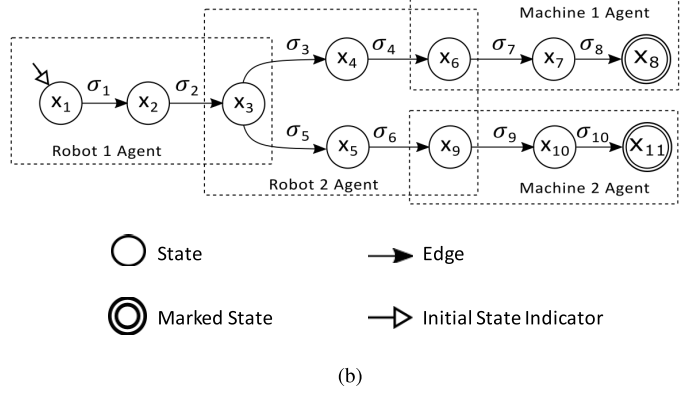 Machine 1 Agent
σ3 σ4 σ7 σ8
x4 x6 x7 x8
σ1 σ2
x1 x2 x3
σ5 σ6 σ9 σ10
Robot 1 Agent
x5 x9 x10 x11
Robot 2 Agent
Machine 2 Agent
State
Edge
Marked State
Initial State Indicator
(b)